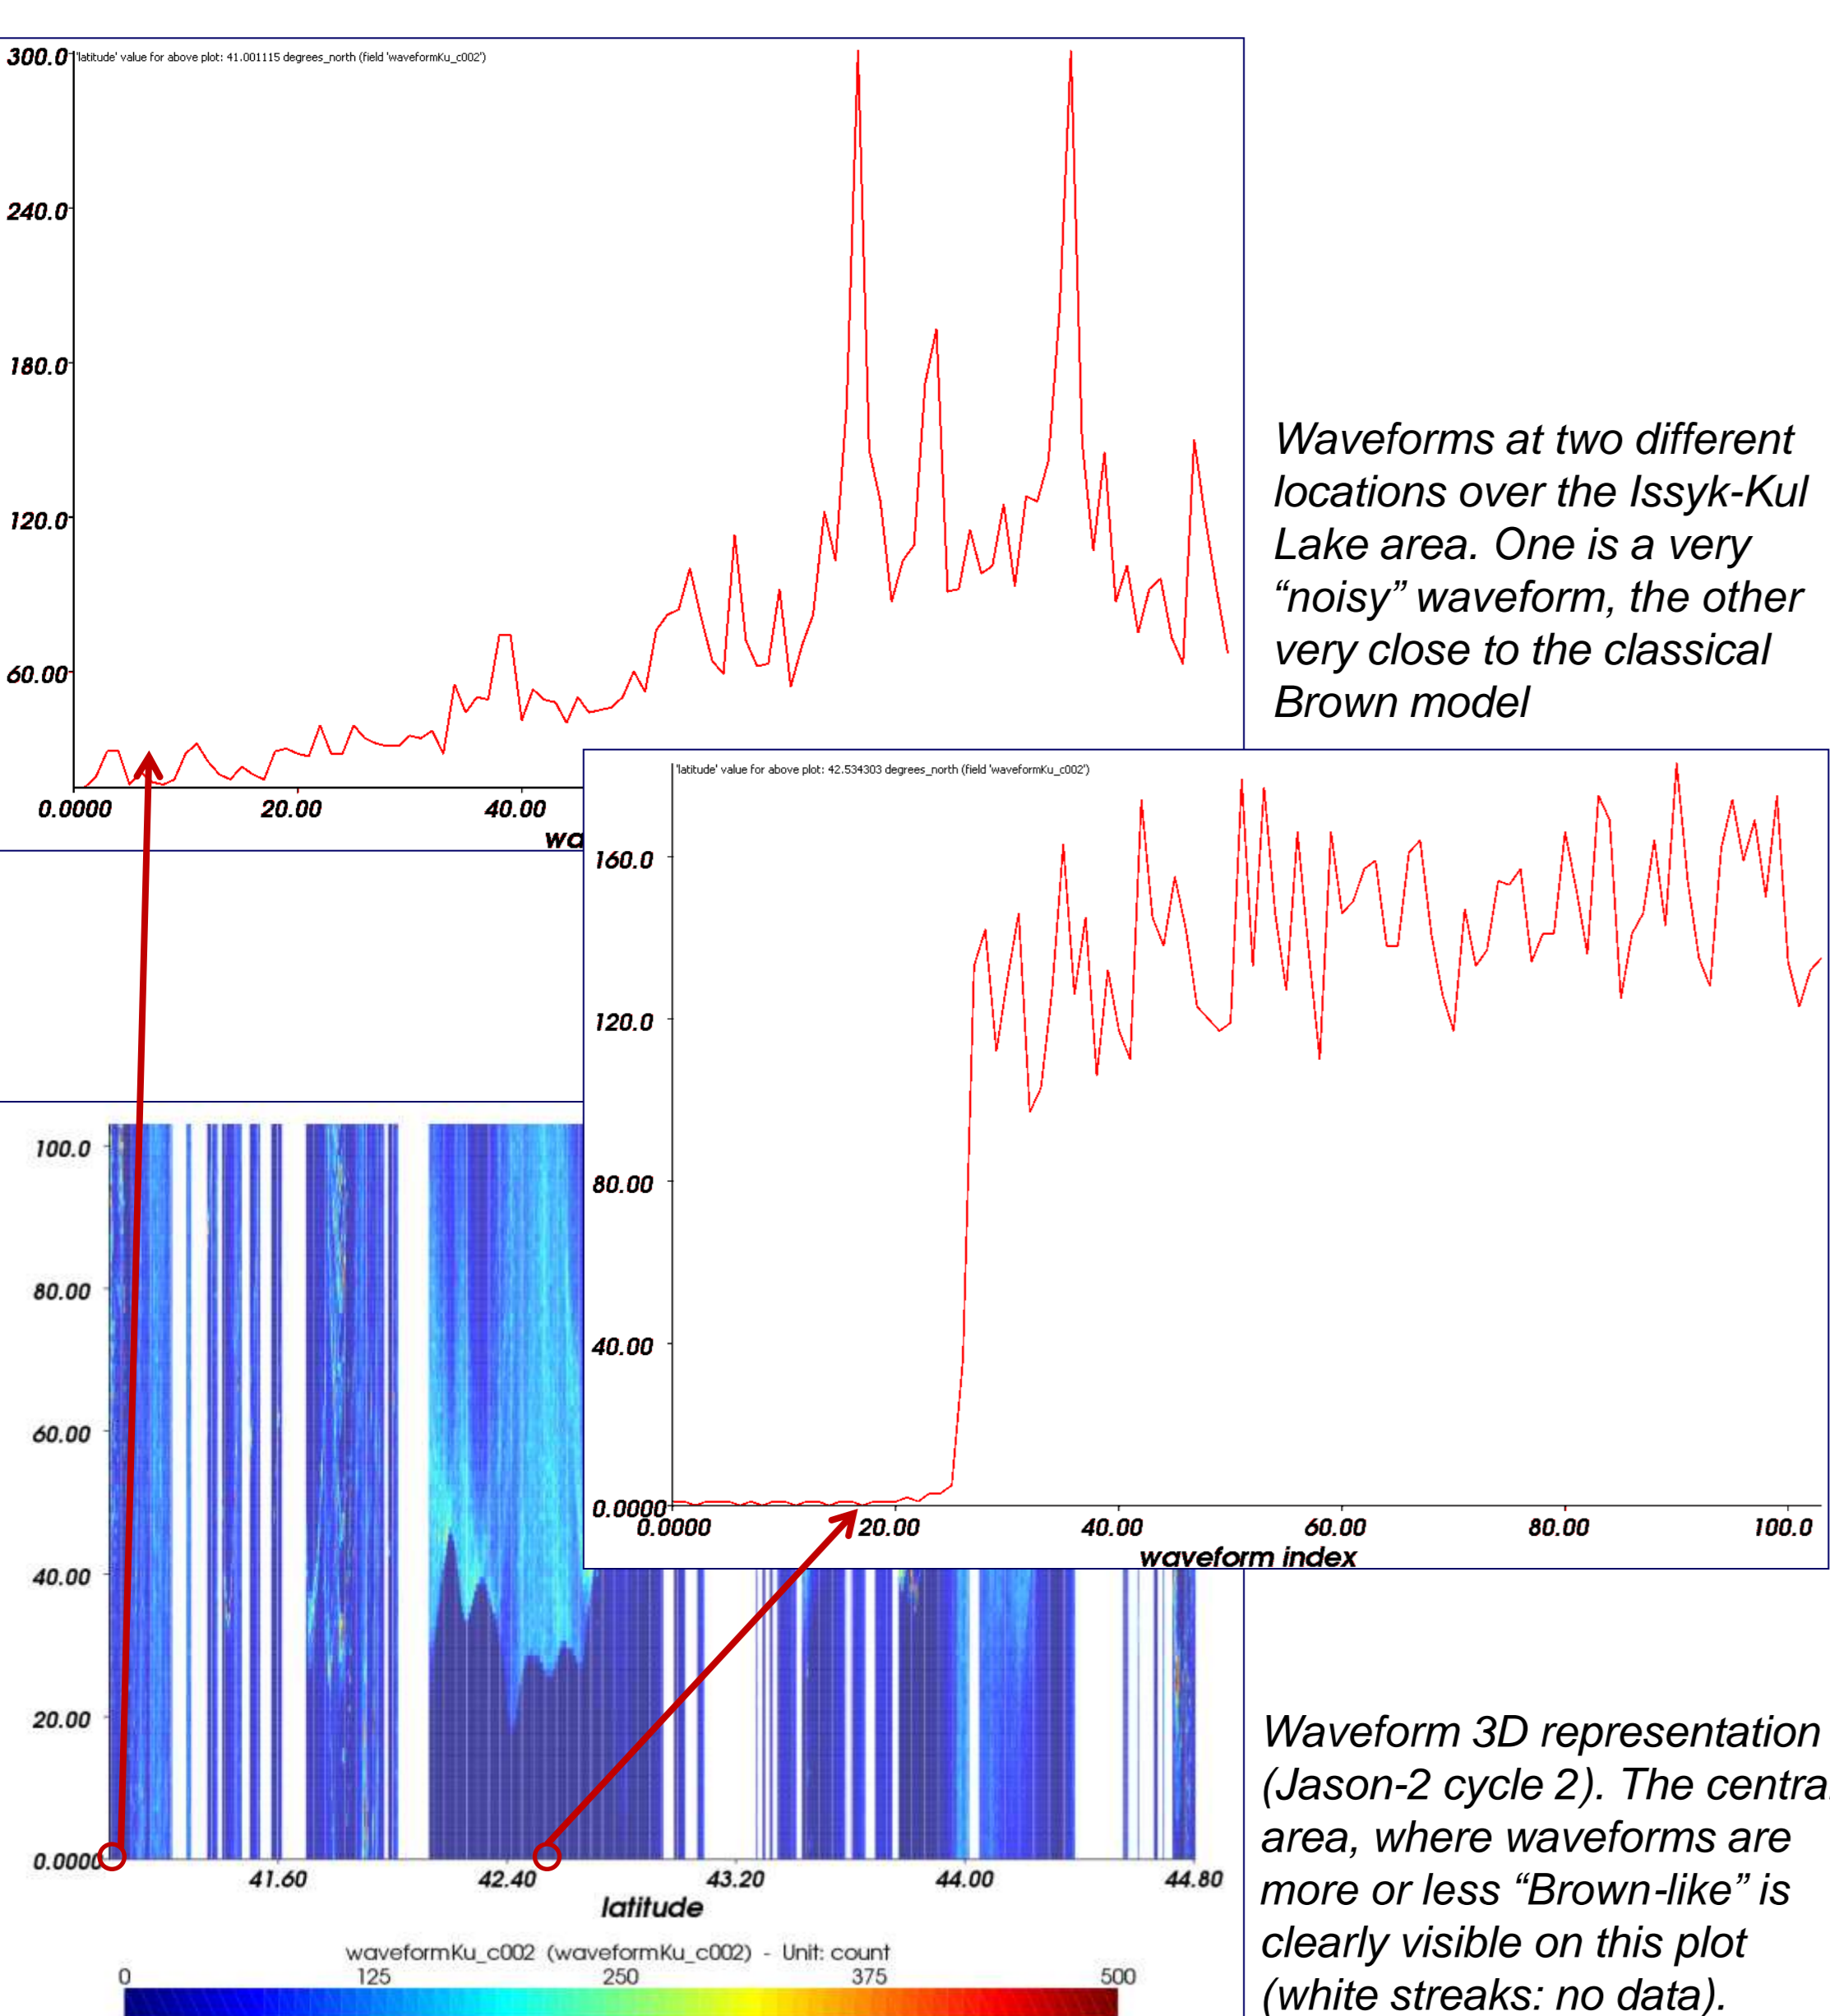 300.0
'latitude' value for above plot: 41.001115 degrees_north (field 'waveformKu_c002')
240.0
180.0
120.0
60.00
0.0000 20.00 40.00
Waveforms at two different
locations over the Issyk-Kul
Lake area. One is a very
“noisy” waveform, the other
very close to the classical
Brown model
'latitude' value for above plot: 42.534303 degrees_north (field 'waveformKu_c002')
160.0
120.0
80.00
40.00
0.0000
0.0000 20.00 40.00 60.00 80.00 100.0
waveform index
100.0
80.00
60.00
40.00
20.00
0.0000
41.60 42.40 43.20 44.00 44.80
latitude
waveformKu_c002 (waveformKu_c002) - Unit: count
0 125 250 375 500
Waveform 3D representation
(Jason-2 cycle 2). The
area, where waveforms are
more or less “Brown-like” is
clearly visible on this plot
(white streaks: no data).